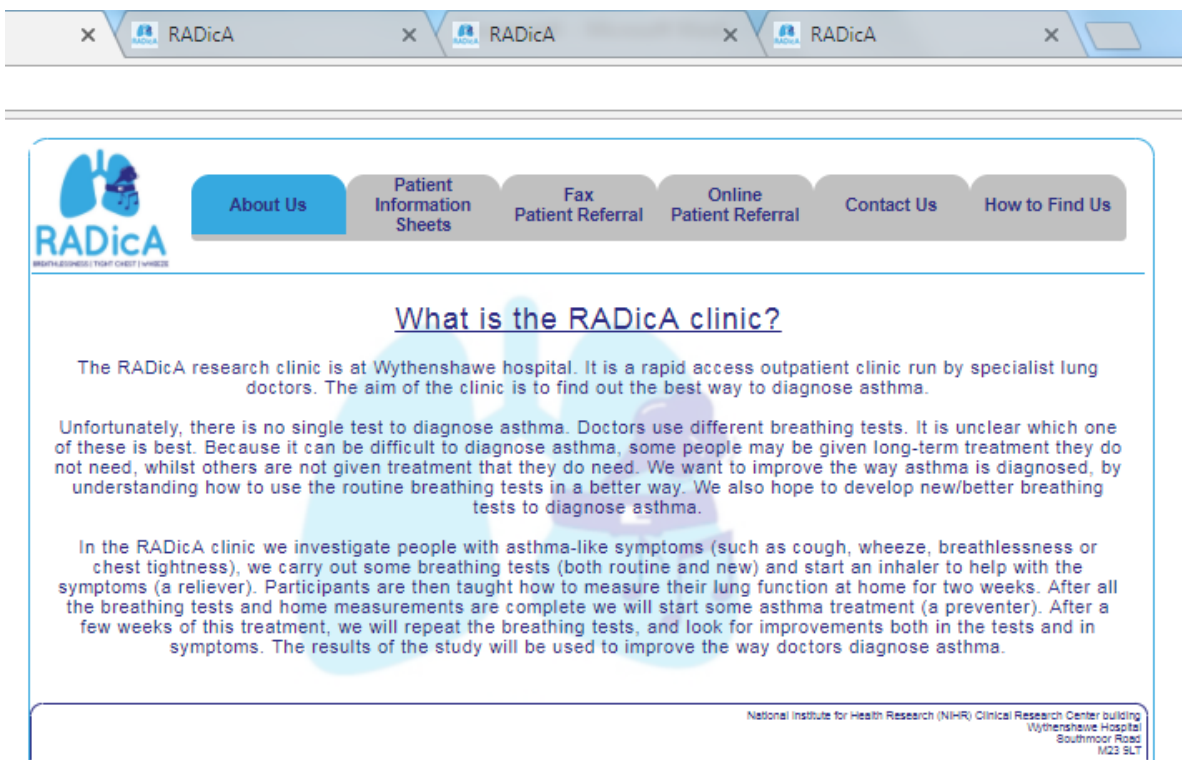 RADicA
RADicA
RADicA
RADicA
BREATHLESSNESS | TIGHT CHEST | WHEEZE
About Us
Patient
Information
Sheets
Fax
Patient Referral
Online
Patient Referral
Contact Us
How to Find Us
What is the RADicA clinic?
The RADicA research clinic is at Wythenshawe hospital. It is a rapid access outpatient clinic run by specialist lung
doctors. The aim of the clinic is to find out the best way to diagnose asthma.
Unfortunately, there is no single test to diagnose asthma. Doctors use different breathing tests. It is unclear which one
of these is best. Because it can be difficult to diagnose asthma, some people may be given long-term treatment they do
not need, whilst others are not given treatment that they do need. We want to improve the way asthma is diagnosed, by
understanding how to use the routine breathing tests in a better way. We also hope to develop new/better breathing
tests to diagnose asthma.
In the RADicA clinic we investigate people with asthma-like symptoms (such as cough, wheeze, breathlessness or
chest tightness), we carry out some breathing tests (both routine and new) and start an inhaler to help with the
symptoms (a reliever). Participants are then taught how to measure their lung function at home for two weeks. After all
the breathing tests and home measurements are complete we will start some asthma treatment (a preventer). After a
few weeks of this treatment, we will repeat the breathing tests, and look for improvements both in the tests and in
symptoms. The results of the study will be used to improve the way doctors diagnose asthma.
National Institute for Health Research (NIHR) Clinical Research Center building
Wythenshawe Hospital
Southmoor Road
M23 9LT